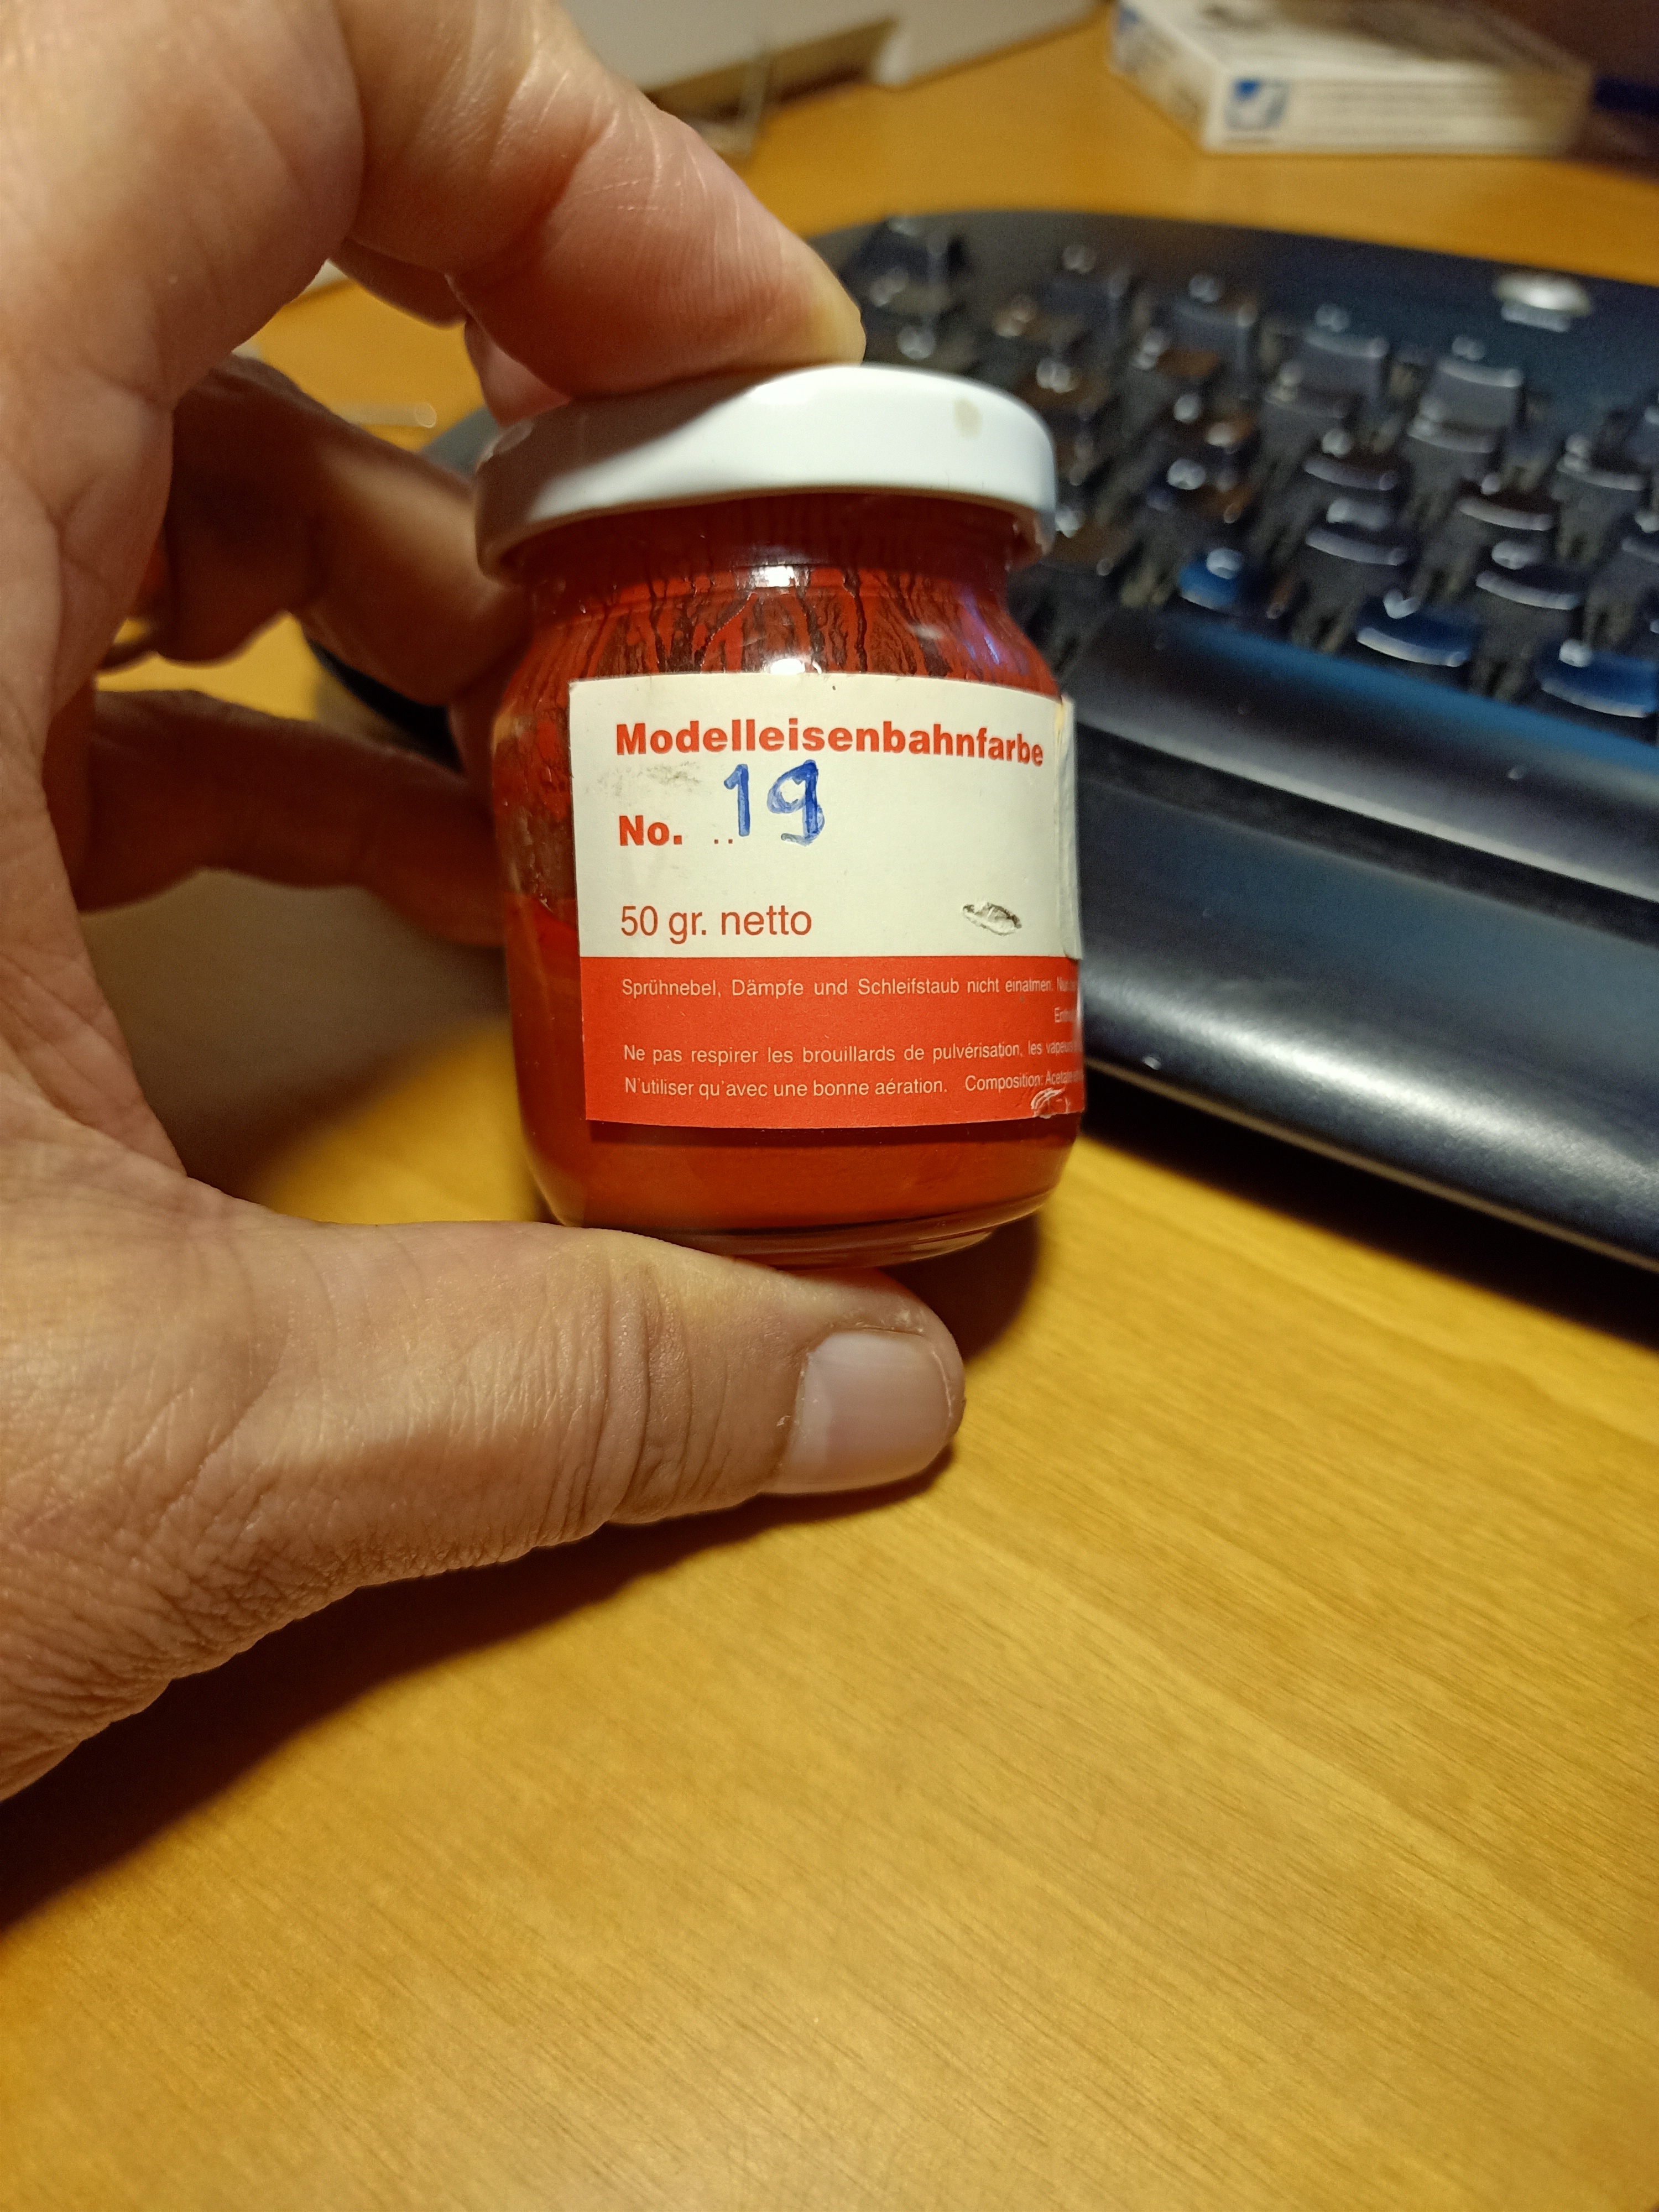 Modelleisenbahnfarbe
No. ..19
50 gr. netto
Sprühnebel, Dämpfe und Schleifstaub nicht einatmen.
Ne pas respirer les brouillards de pulvérisation, les vapeurs
N'utiliser qu'avec une bonne aération. Composition: